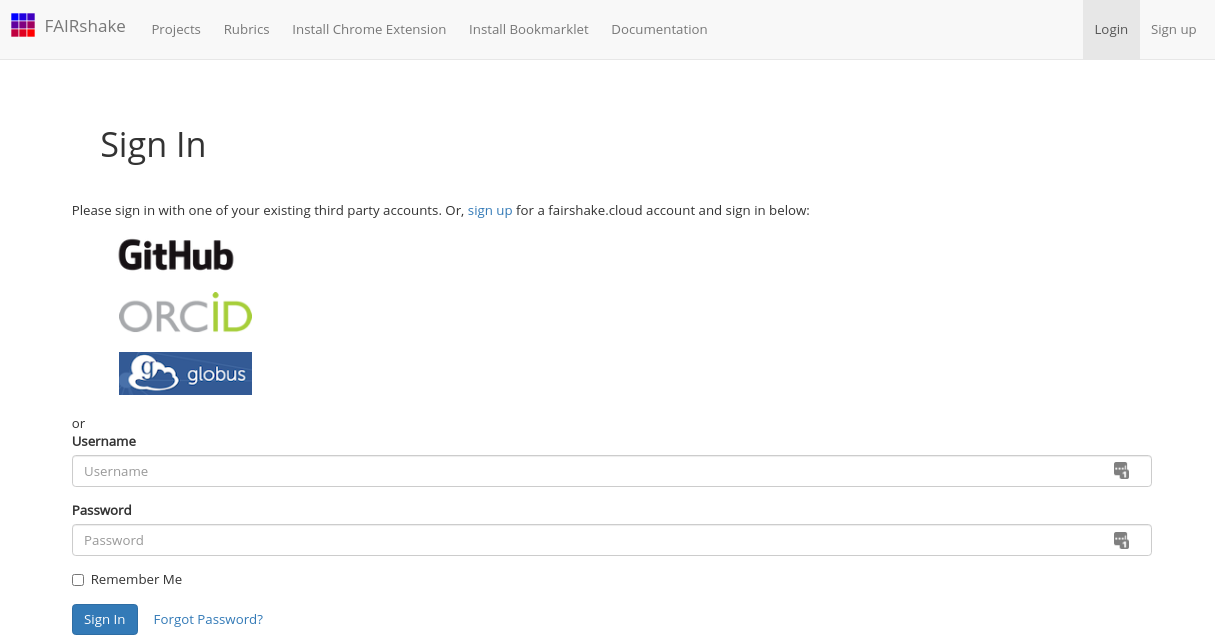 FAIRshake Projects Rubrics Install Chrome Extension Install Bookmarklet Documentation Login Sign up
Sign In
Please sign in with one of your existing third party accounts. Or, sign up for a fairshake.cloud account and sign in below:
GitHub
ORCiD
g globus
or
Username
Username
Password
Password
Remember Me
Sign In Forgot Password?